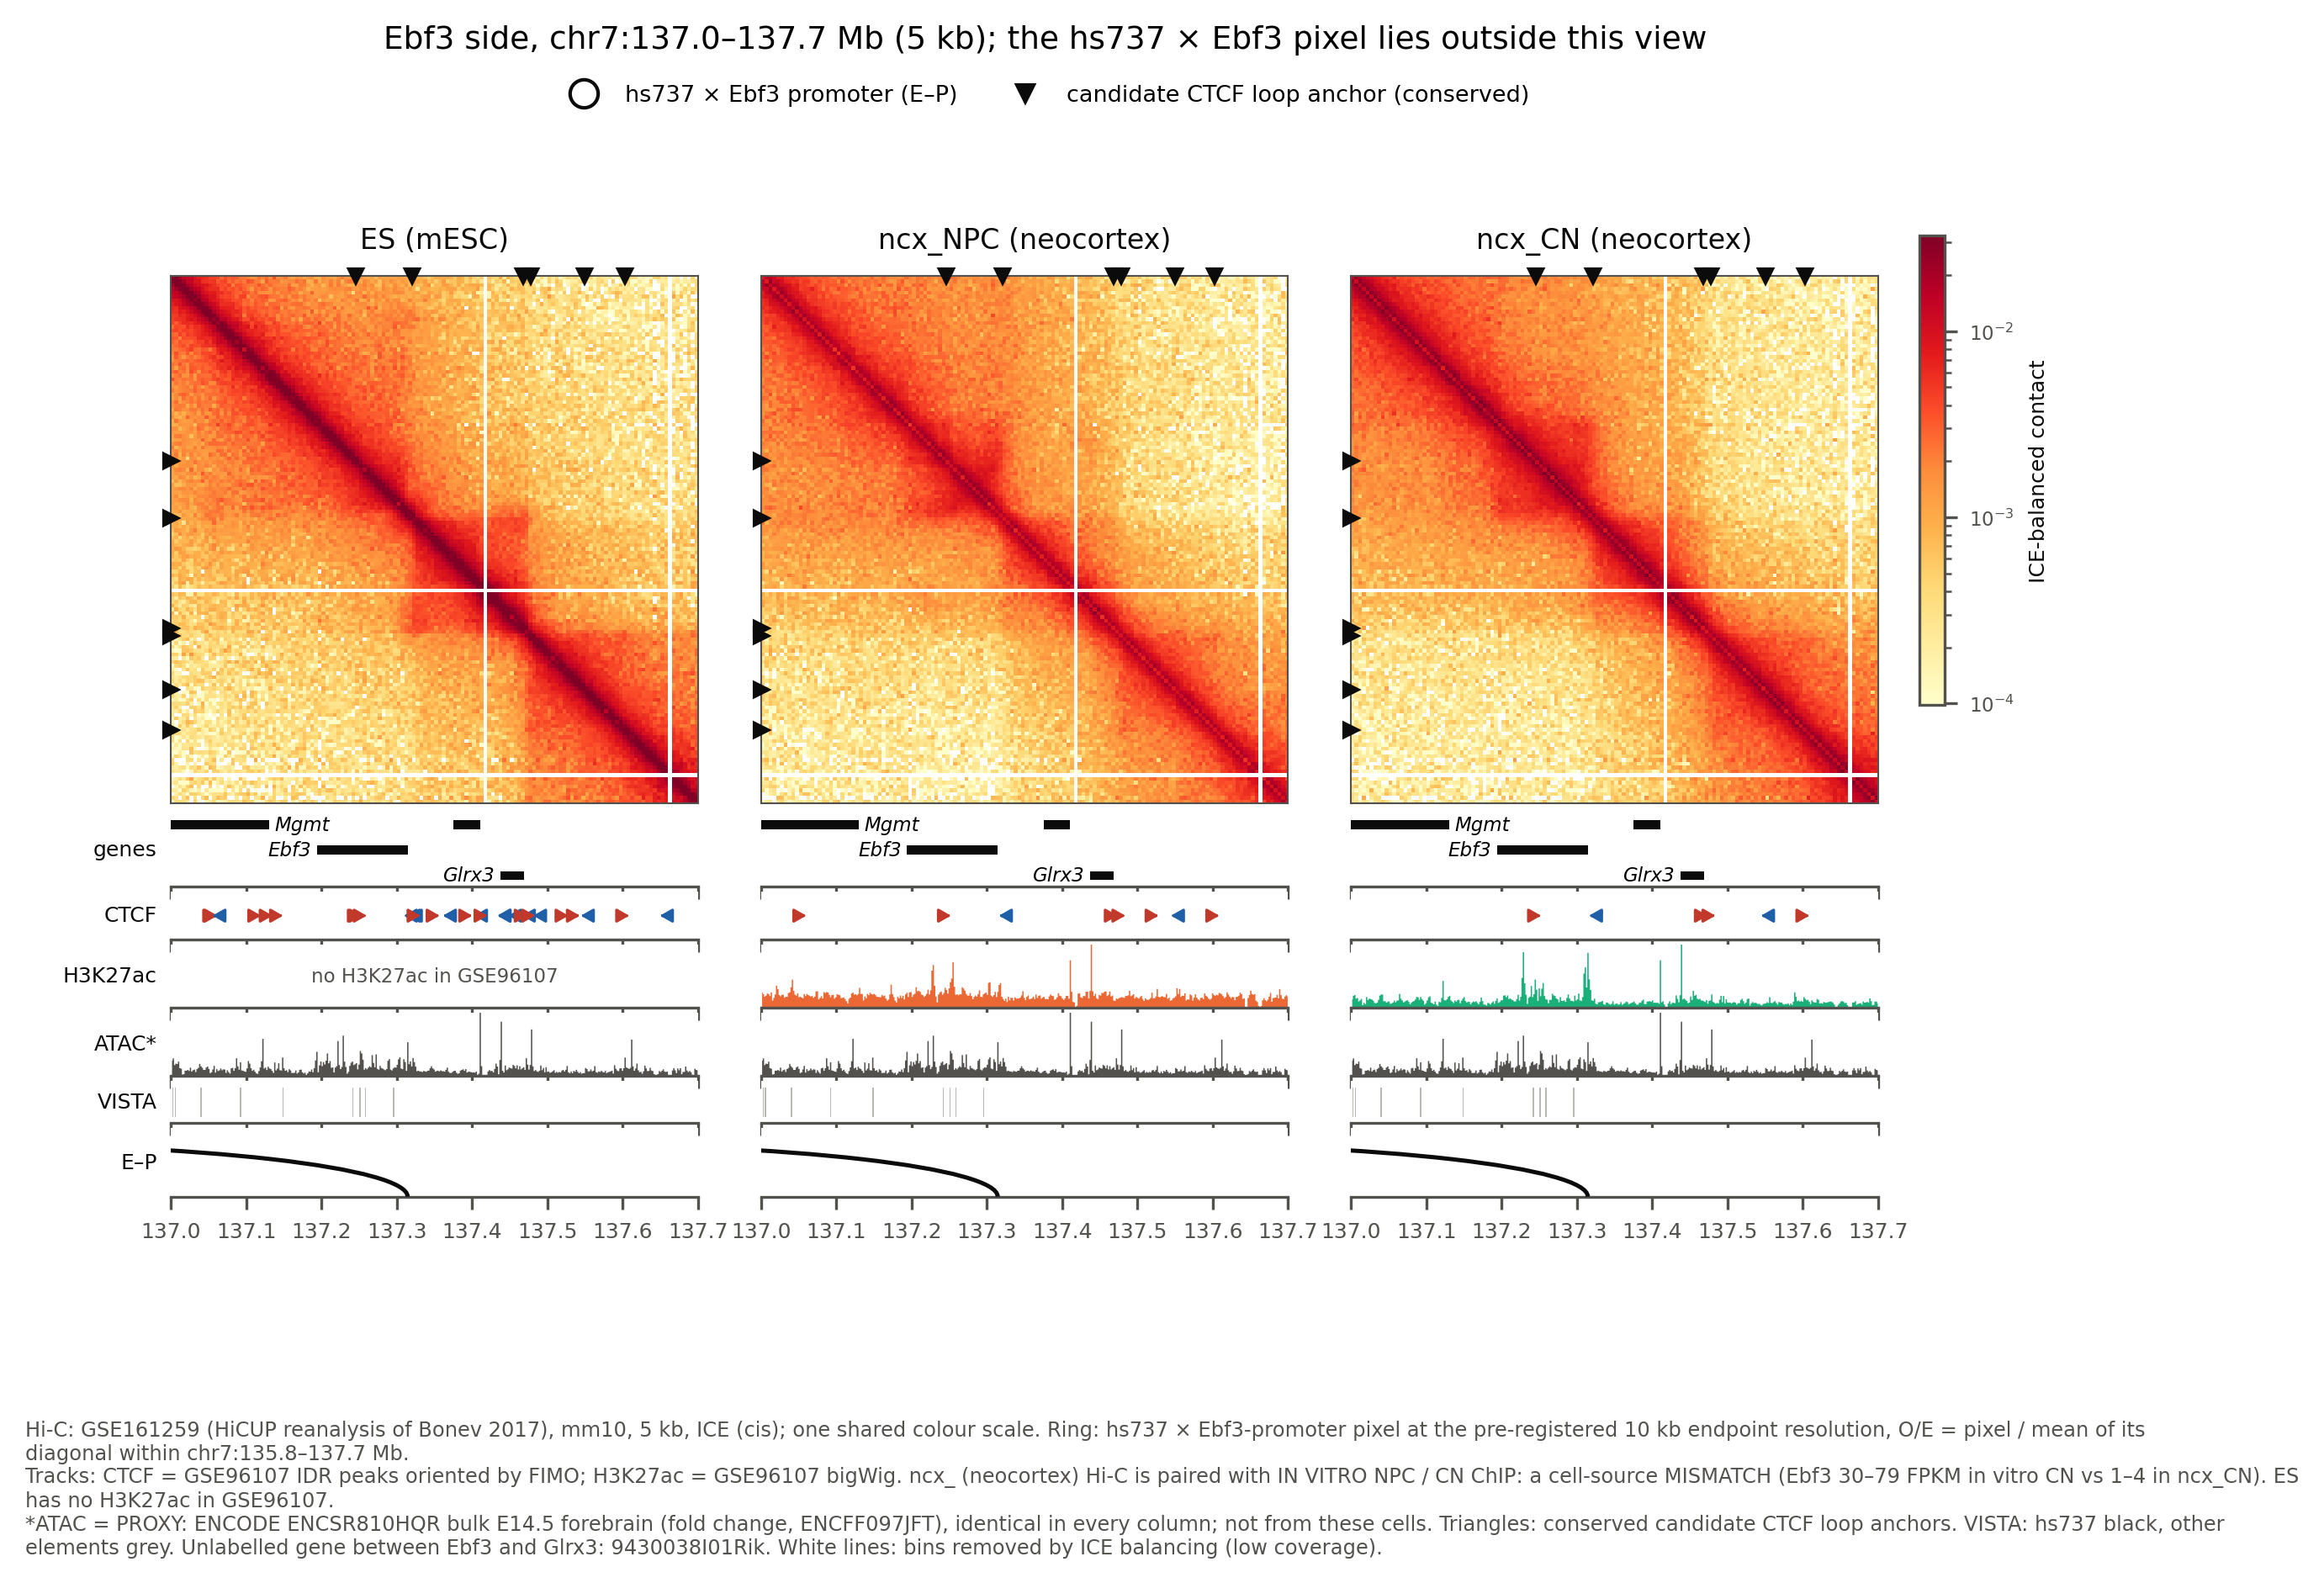 Ebf3 side, chr7:137.0–137.7 Mb (5 kb); the hs737 × Ebf3 pixel lies outside this view
hs737 × Ebf3 promoter (E–P)
candidate CTCF loop anchor (conserved)
ES (mESC)
ncx_NPC (neocortex)
ncx_CN (neocortex)
10⁻²
10⁻³
10⁻⁴
ICE-balanced contact
genes
Mgmt
Ebf3
Glrx3
Mgmt
Ebf3
Glrx3
Mgmt
Ebf3
Glrx3
CTCF
H3K27ac
no H3K27ac in GSE96107
ATAC*
VISTA
E–P
137.0 137.1 137.2 137.3 137.4 137.5 137.6 137.7
137.0 137.1 137.2 137.3 137.4 137.5 137.6 137.7
137.0 137.1 137.2 137.3 137.4 137.5 137.6 137.7
Hi-C: GSE161259 (HiCUP reanalysis of Bonev 2017), mm10, 5 kb, ICE (cis); one shared colour scale. Ring: hs737 × Ebf3-promoter pixel at the pre-registered 10 kb endpoint resolution, O/E = pixel / mean of its
diagonal within chr7:135.8–137.7 Mb.
Tracks: CTCF = GSE96107 IDR peaks oriented by FIMO; H3K27ac = GSE96107 bigWig. ncx_ (neocortex) Hi-C is paired with IN VITRO NPC / CN ChIP: a cell-source MISMATCH (Ebf3 30–79 FPKM in vitro CN vs 1–4 in ncx_CN). ES
has no H3K27ac in GSE96107.
*ATAC = PROXY: ENCODE ENCSR810HQR bulk E14.5 forebrain (fold change, ENCFF097JFT), identical in every column; not from these cells. Triangles: conserved candidate CTCF loop anchors. VISTA: hs737 black, other
elements grey. Unlabelled gene between Ebf3 and Glrx3: 9430038I01Rik. White lines: bins removed by ICE balancing (low coverage).